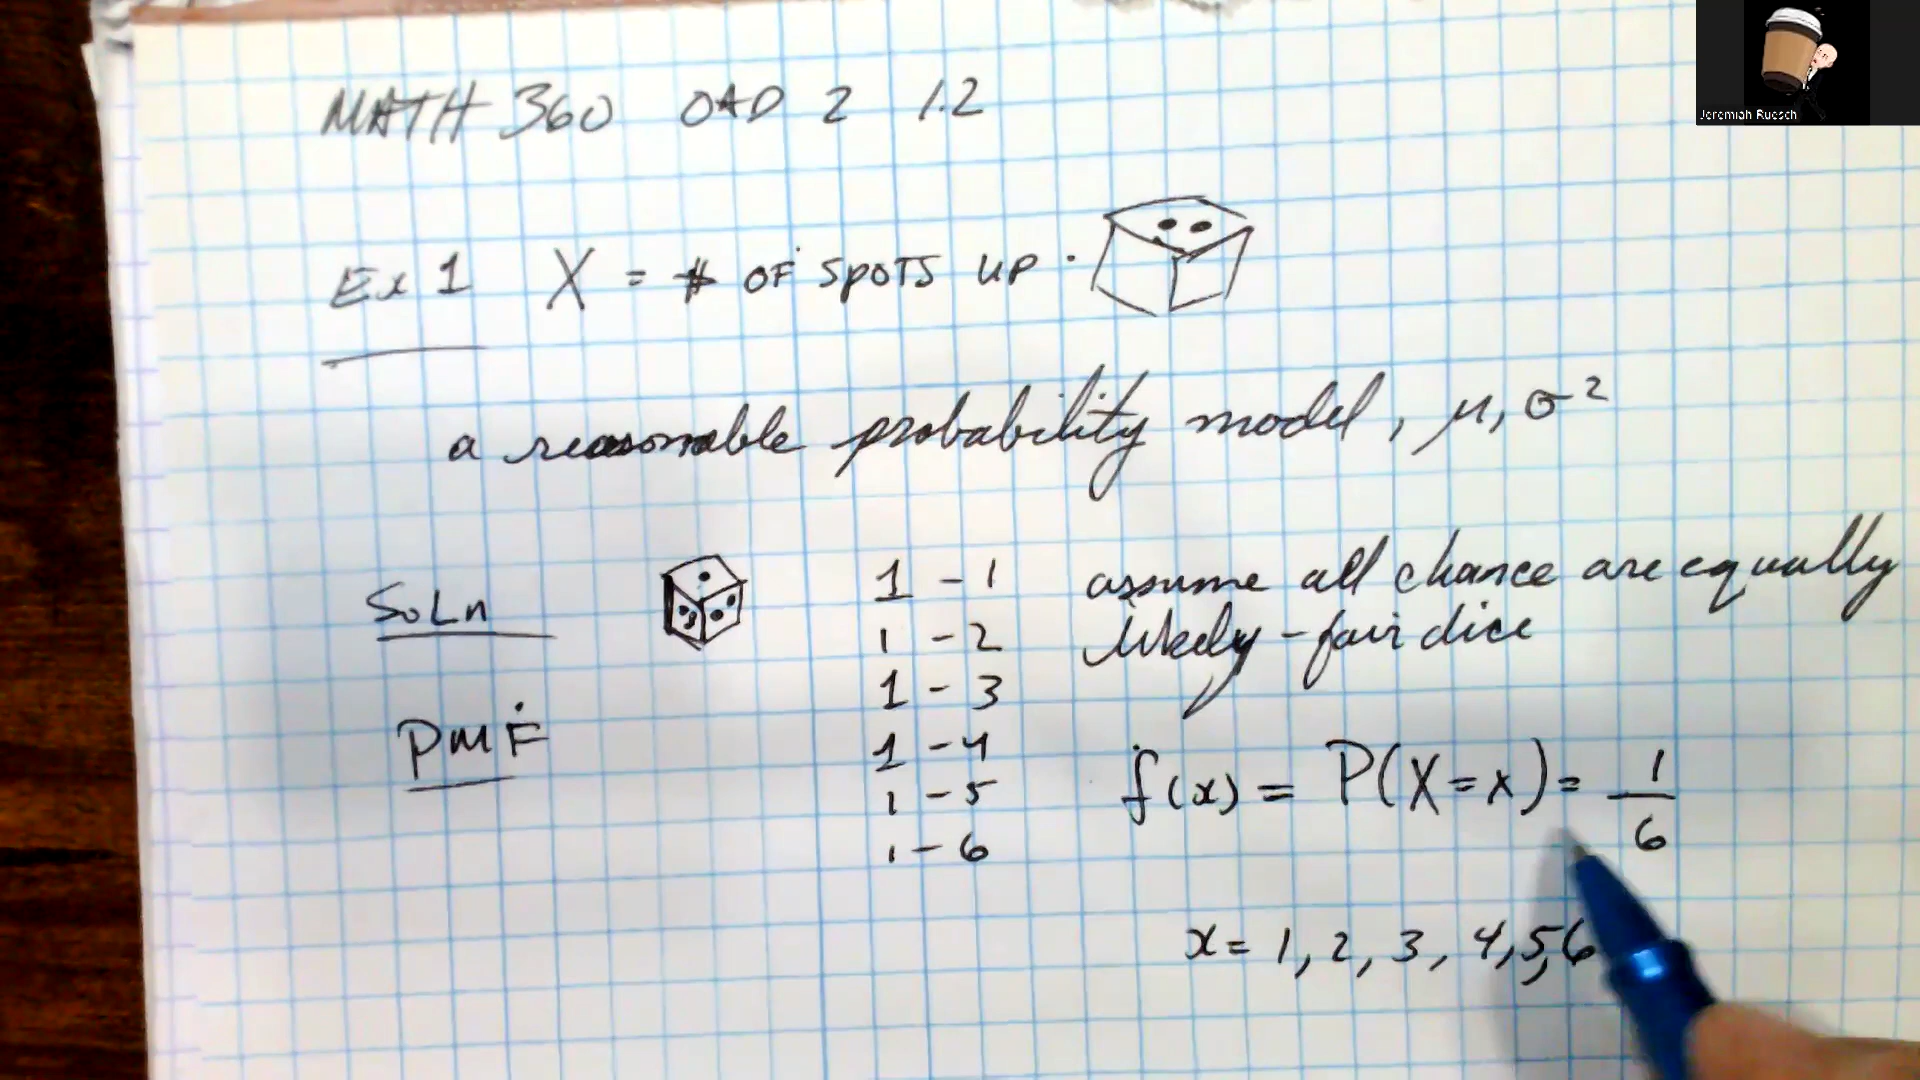 MATH 360 OAD 2 1.2
Jeremiah Ruesch
Ex 1 X = # OF SPOTS UP.
a reasonable probability model, μ, σ²
SOLn
1 - 1
1 - 2
1 - 3
1 - 4
1 - 5
1 - 6
assume all chance are equally
likely - fair dice
PMF
f(x) = P(X=x) = 1/6
x = 1, 2, 3, 4, 5, 6